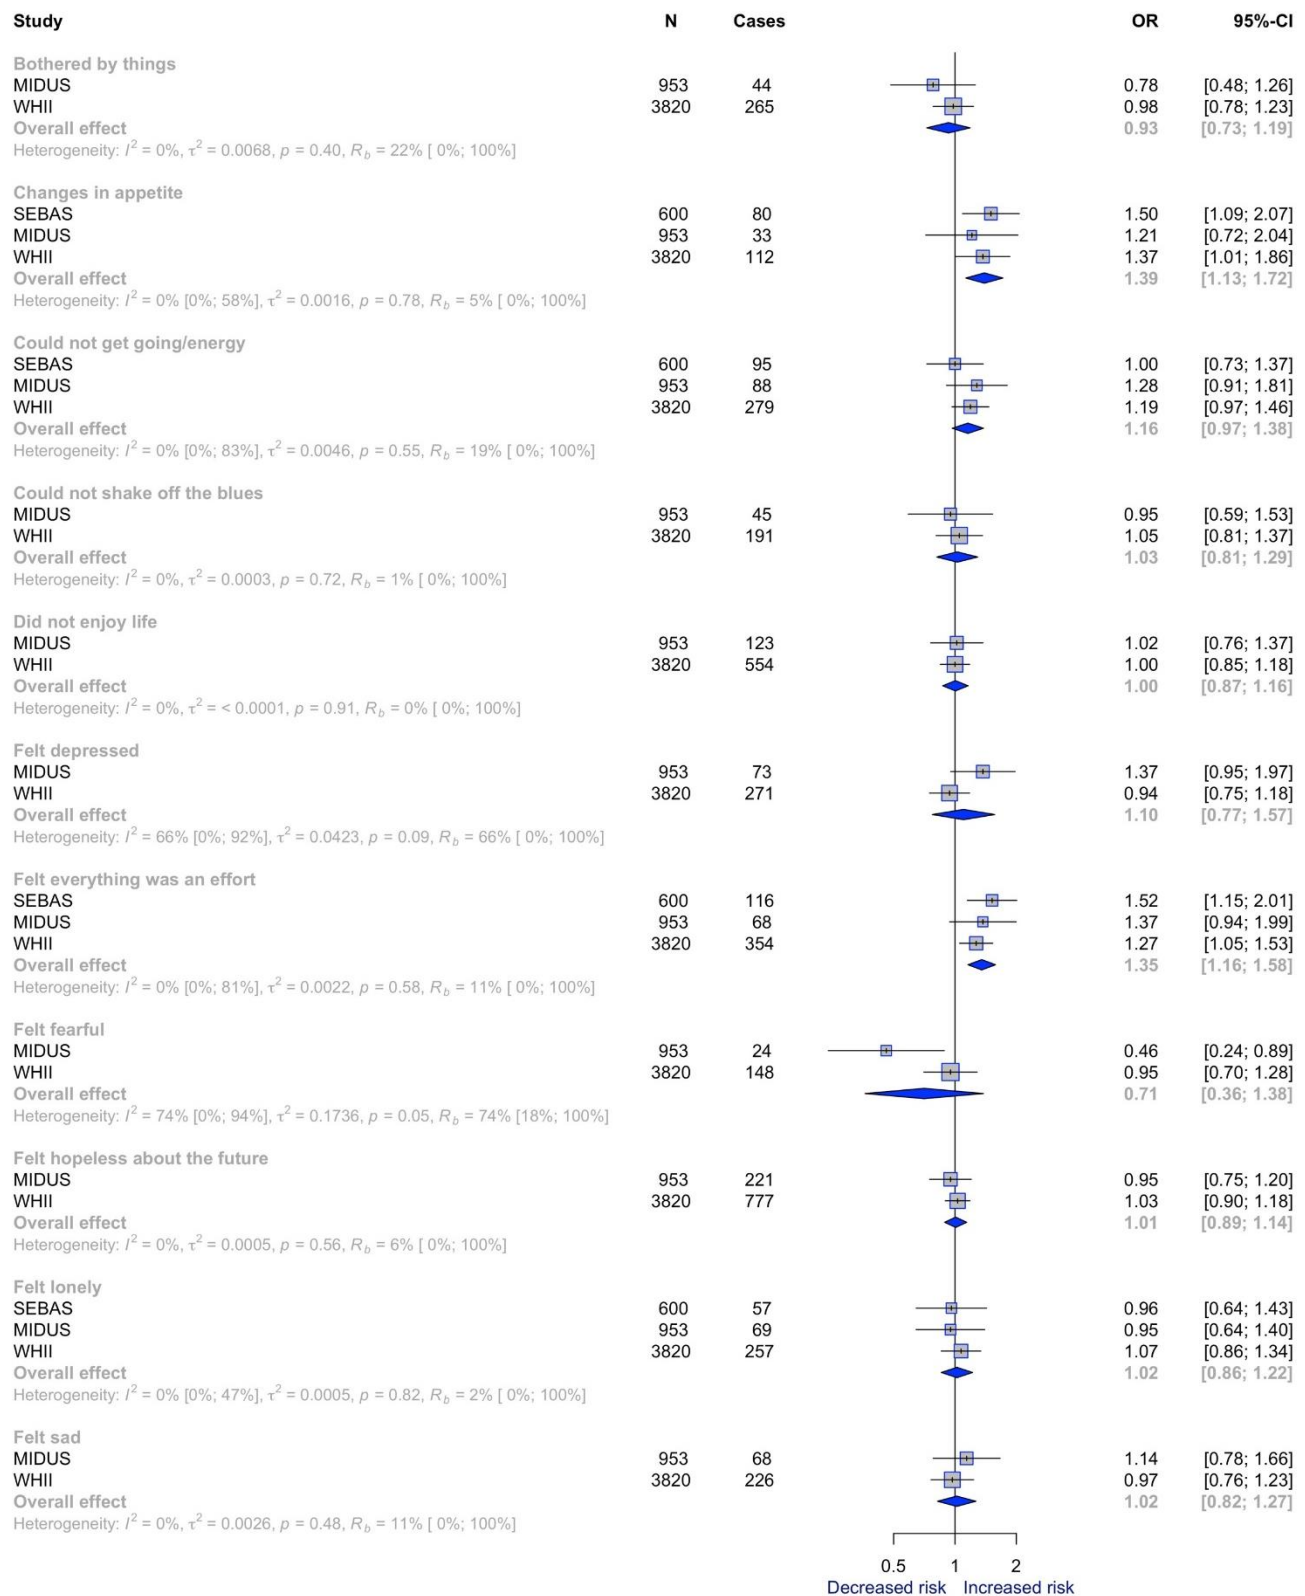 Study N Cases OR 95%-CI
Bothered by things
MIDUS 953 44 0.78 [0.48; 1.26]
WHII 3820 265 0.98 [0.78; 1.23]
Overall effect 0.93 [0.73; 1.19]
Heterogeneity: I² = 0%, τ² = 0.0068, p = 0.40, R_b = 22% [ 0%; 100%]
Changes in appetite
SEBAS 600 80 1.50 [1.09; 2.07]
MIDUS 953 33 1.21 [0.72; 2.04]
WHII 3820 112 1.37 [1.01; 1.86]
Overall effect 1.39 [1.13; 1.72]
Heterogeneity: I² = 0% [0%; 58%], τ² = 0.0016, p = 0.78, R_b = 5% [ 0%; 100%]
Could not get going/energy
SEBAS 600 95 1.00 [0.73; 1.37]
MIDUS 953 88 1.28 [0.91; 1.81]
WHII 3820 279 1.19 [0.97; 1.46]
Overall effect 1.16 [0.97; 1.38]
Heterogeneity: I² = 0% [0%; 83%], τ² = 0.0046, p = 0.55, R_b = 19% [ 0%; 100%]
Could not shake off the blues
MIDUS 953 45 0.95 [0.59; 1.53]
WHII 3820 191 1.05 [0.81; 1.37]
Overall effect 1.03 [0.81; 1.29]
Heterogeneity: I² = 0%, τ² = 0.0003, p = 0.72, R_b = 1% [ 0%; 100%]
Did not enjoy life
MIDUS 953 123 1.02 [0.76; 1.37]
WHII 3820 554 1.00 [0.85; 1.18]
Overall effect 1.00 [0.87; 1.16]
Heterogeneity: I² = 0%, τ² = < 0.0001, p = 0.91, R_b = 0% [ 0%; 100%]
Felt depressed
MIDUS 953 73 1.37 [0.95; 1.97]
WHII 3820 271 0.94 [0.75; 1.18]
Overall effect 1.10 [0.77; 1.57]
Heterogeneity: I² = 66% [0%; 92%], τ² = 0.0423, p = 0.09, R_b = 66% [ 0%; 100%]
Felt everything was an effort
SEBAS 600 116 1.52 [1.15; 2.01]
MIDUS 953 68 1.37 [0.94; 1.99]
WHII 3820 354 1.27 [1.05; 1.53]
Overall effect 1.35 [1.16; 1.58]
Heterogeneity: I² = 0% [0%; 81%], τ² = 0.0022, p = 0.58, R_b = 11% [ 0%; 100%]
Felt fearful
MIDUS 953 24 0.46 [0.24; 0.89]
WHII 3820 148 0.95 [0.70; 1.28]
Overall effect 0.71 [0.36; 1.38]
Heterogeneity: I² = 74% [0%; 94%], τ² = 0.1736, p = 0.05, R_b = 74% [18%; 100%]
Felt hopeless about the future
MIDUS 953 221 0.95 [0.75; 1.20]
WHII 3820 777 1.03 [0.90; 1.18]
Overall effect 1.01 [0.89; 1.14]
Heterogeneity: I² = 0%, τ² = 0.0005, p = 0.56, R_b = 6% [ 0%; 100%]
Felt lonely
SEBAS 600 57 0.96 [0.64; 1.43]
MIDUS 953 69 0.95 [0.64; 1.40]
WHII 3820 257 1.07 [0.86; 1.34]
Overall effect 1.02 [0.86; 1.22]
Heterogeneity: I² = 0% [0%; 47%], τ² = 0.0005, p = 0.82, R_b = 2% [ 0%; 100%]
Felt sad
MIDUS 953 68 1.14 [0.78; 1.66]
WHII 3820 226 0.97 [0.76; 1.23]
Overall effect 1.02 [0.82; 1.27]
Heterogeneity: I² = 0%, τ² = 0.0026, p = 0.48, R_b = 11% [ 0%; 100%]
0.5 1 2
Decreased risk Increased risk